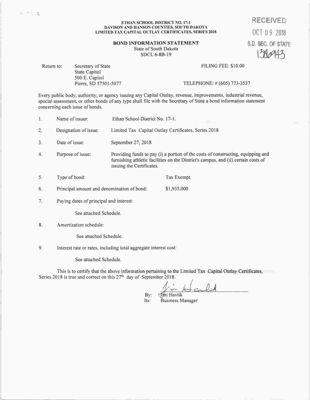 ETHAN SCHOOL DISTRICT NO. 17-1
DAVISON AND HANSON COUNTIES, SOUTH DAKOTA
LIMITED TAX CAPITAL OUTLAY CERTIFICATES, SERIES 2018
RECEIVED
OCT 09 2018
S.D. SEC. OF STATE
BOND INFORMATION STATEMENT
State of South Dakota
SDCL 6-8B-19
Return to: Secretary of State FILING FEE: $10.00
State Capitol
500 E. Capitol
Pierre, SD 57501-5077 TELEPHONE: # (605) 773-3537
Every public body, authority, or agency issuing any Capital Outlay, revenue, improvements, industrial revenue,
special assessment, or other bonds of any type shall file with the Secretary of State a bond information statement
concerning each issue of bonds.
1. Name of issuer: Ethan School District No. 17-1.
2. Designation of issue: Limited Tax Capital Outlay Certificates, Series 2018
3. Date of issue: September 27, 2018
4. Purpose of issue: Providing funds to pay (i) a portion of the costs of constructing, equipping and
furnishing athletic facilities on the District's campus, and (ii) certain costs of
issuing the Certificates.
5. Type of bond: Tax Exempt.
6. Principal amount and denomination of bond: $1,935,000
7. Paying dates of principal and interest:
See attached Schedule.
8. Amortization schedule:
See attached Schedule.
9. Interest rate or rates, including total aggregate interest cost:
See attached Schedule.
This is to certify that the above information pertaining to the Limited Tax Capital Outlay Certificates,
Series 2018 is true and correct on this 27th day of September 2018.
By: Jim Havlik
Its: Business Manager